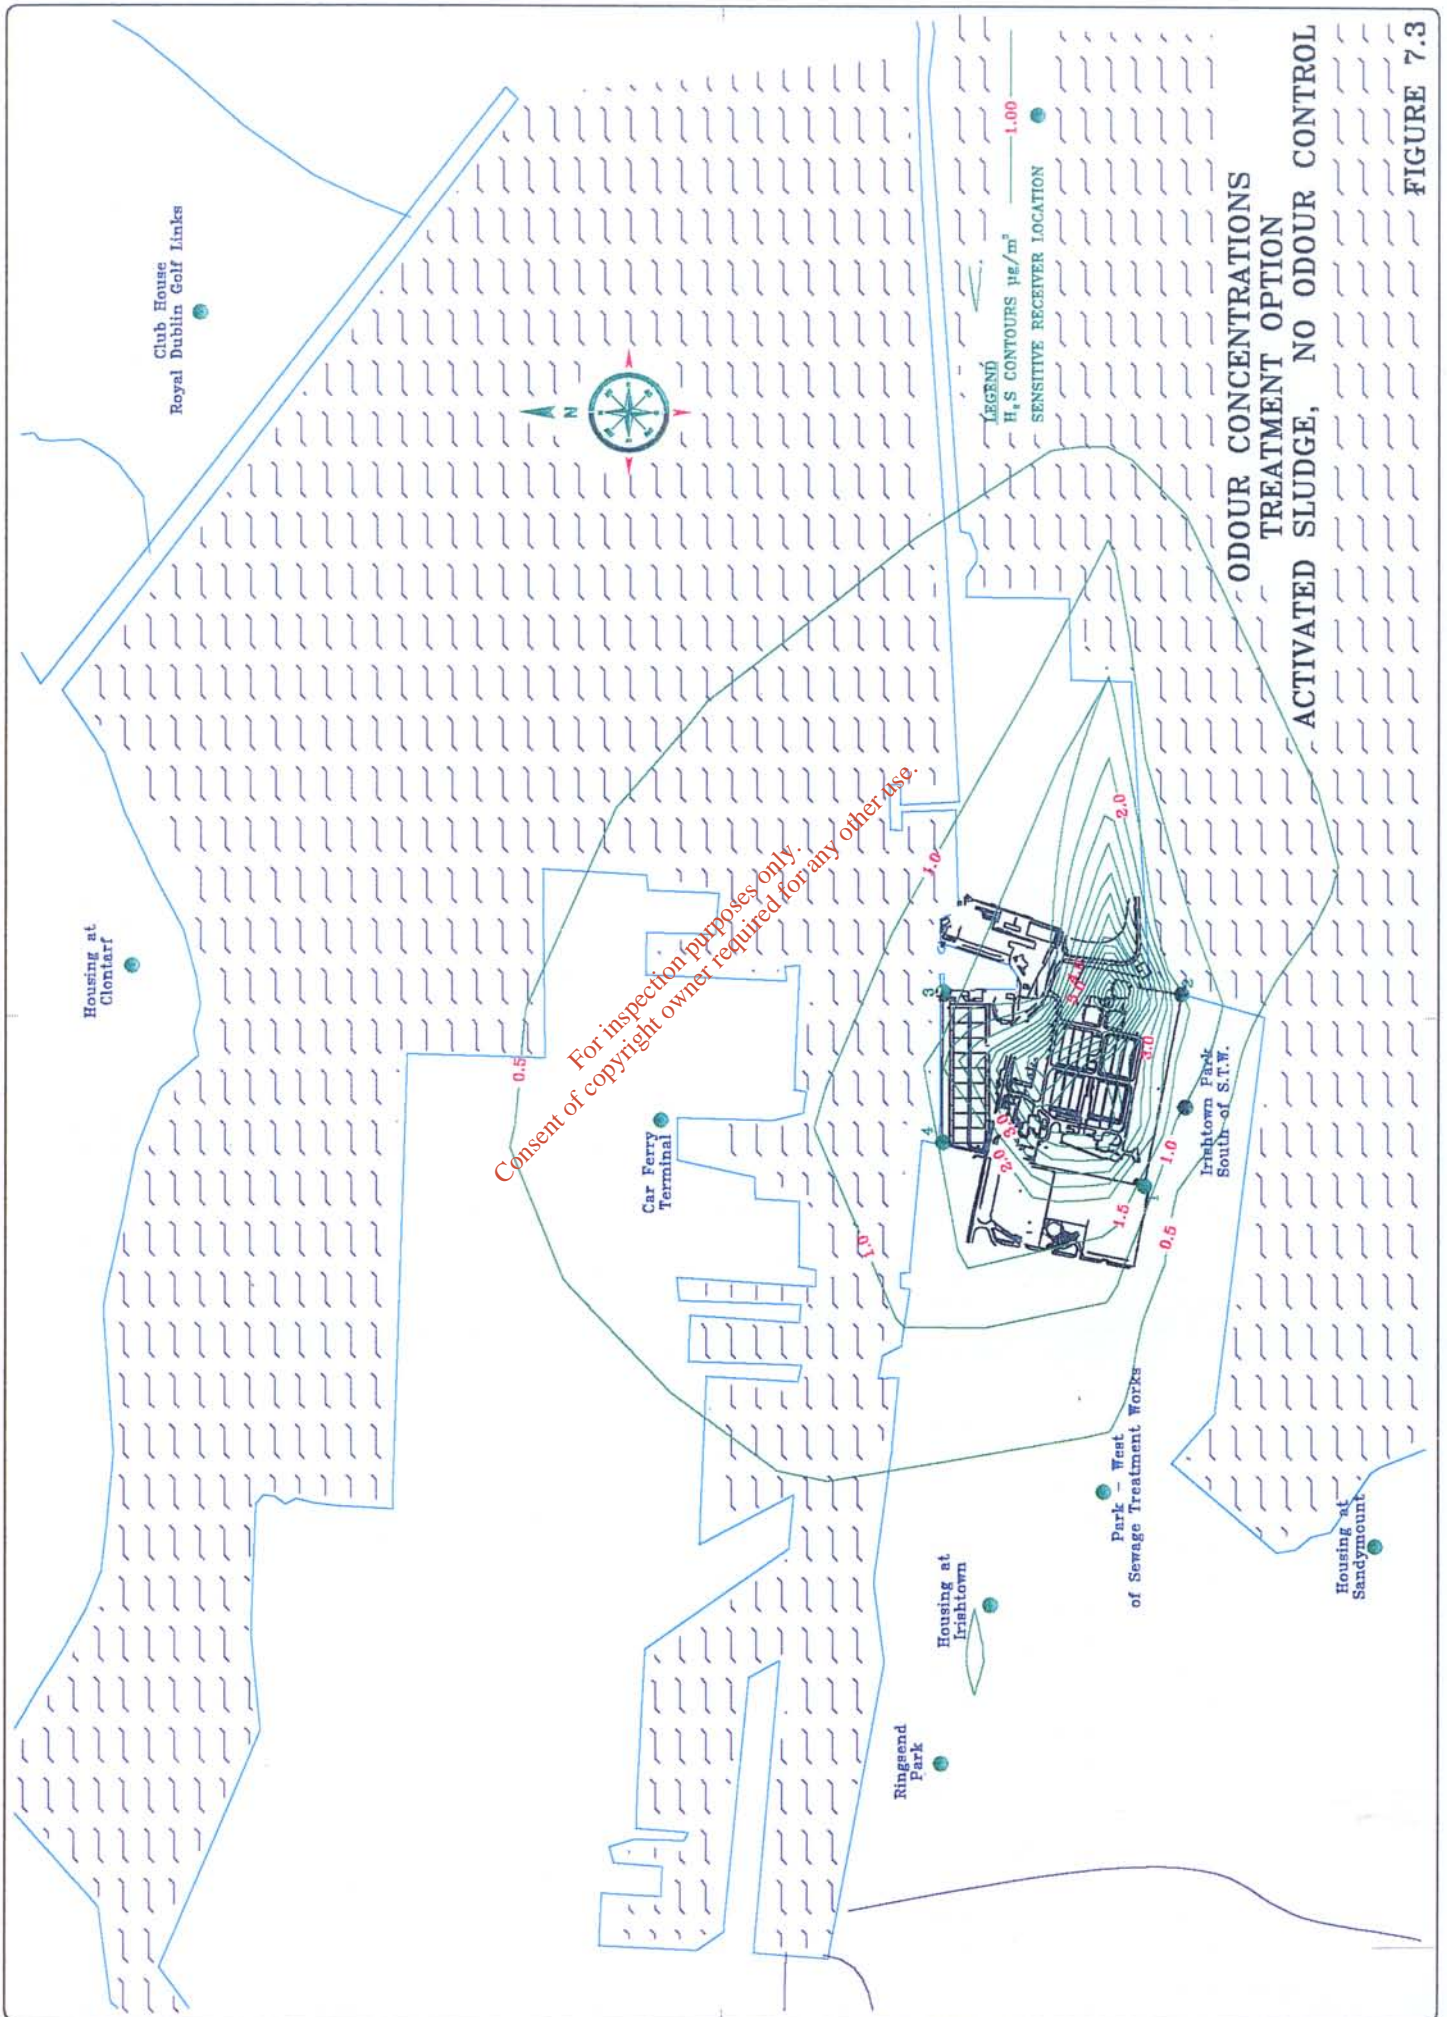 Club House
Royal Dublin Golf Links
Housing at
Clontarf
N
Car Ferry
Terminal
0.5
1.0
1.0
3
4
2.0
3.0
2.0
3.0
1
2
1.5
1.0
0.5
Irishtown Park
South of S.T.W.
Park - West
of Sewage Treatment Works
Housing at
Irishtown
Ringsend
Park
Housing at
Sandymount
For inspection purposes only.
Consent of copyright owner required for any other use.
LEGEND
H₂S CONTOURS µg/m³ 1.00
SENSITIVE RECEIVER LOCATION
ODOUR CONCENTRATIONS
TREATMENT OPTION
ACTIVATED SLUDGE, NO ODOUR CONTROL
FIGURE 7.3